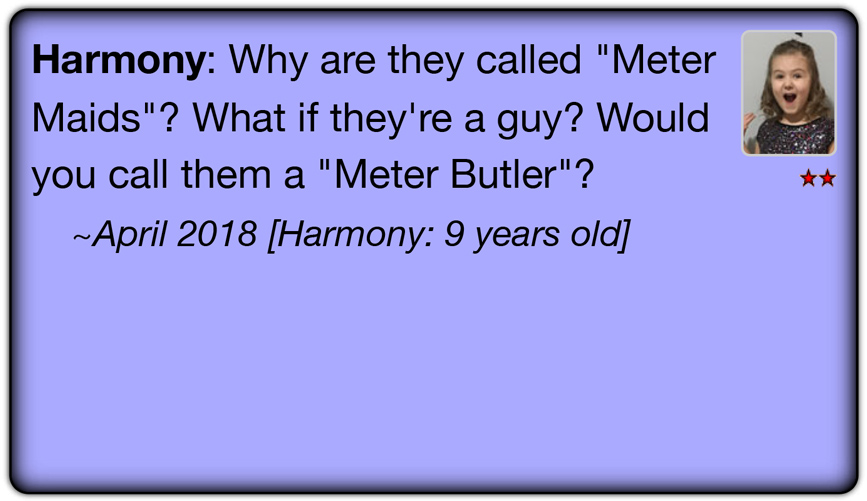 Harmony: Why are they called "Meter
Maids"? What if they're a guy? Would
you call them a "Meter Butler"?
~April 2018 [Harmony: 9 years old]